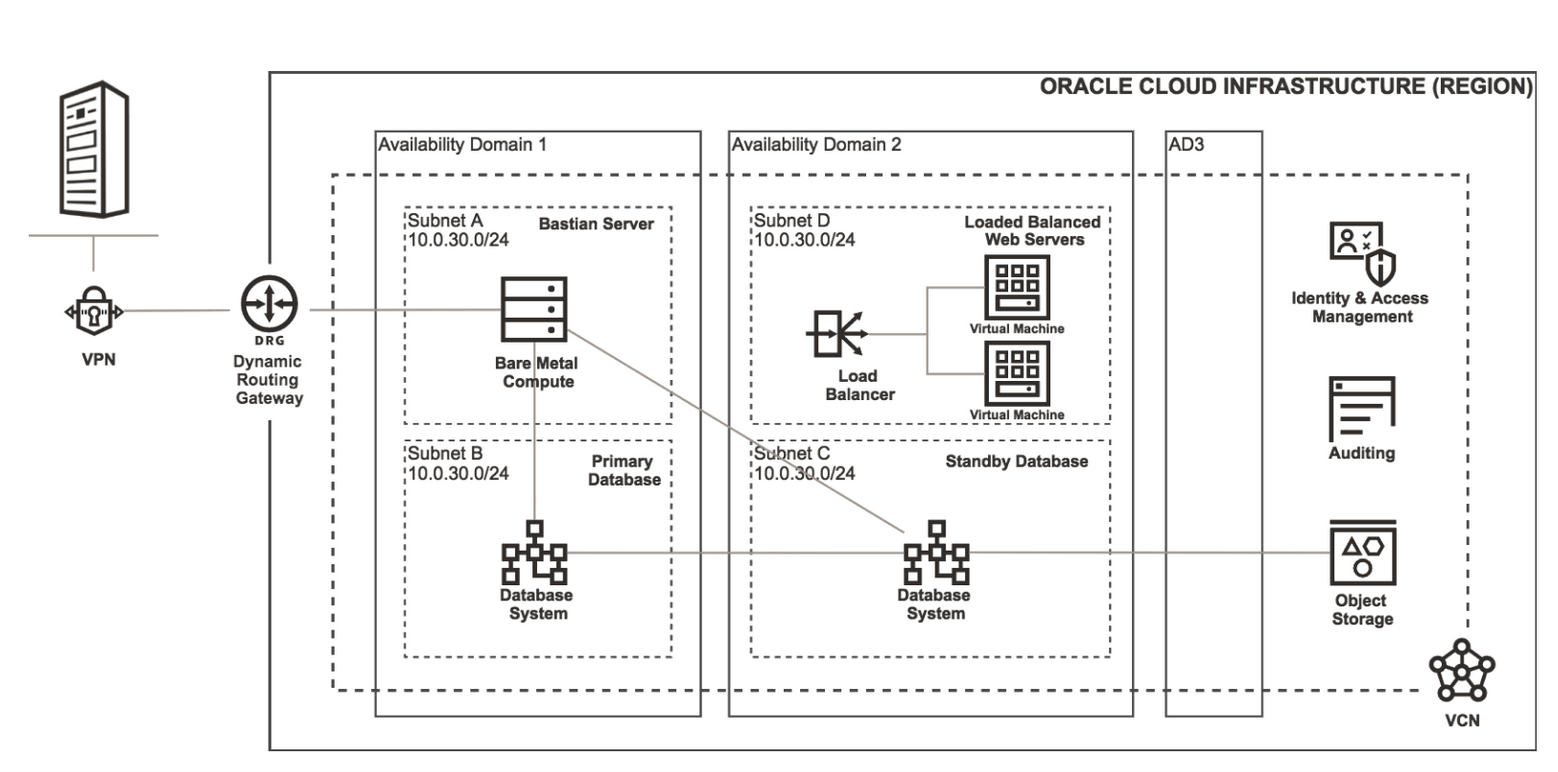 ORACLE CLOUD INFRASTRUCTURE (REGION)
Availability Domain 1
Availability Domain 2
AD3
Subnet A
10.0.30.0/24
Bastian Server
Subnet D
10.0.30.0/24
Loaded Balanced
Web Servers
Virtual Machine
Virtual Machine
Load
Balancer
Identity & Access
Management
VPN
DRG
Dynamic
Routing
Gateway
Bare Metal
Compute
Auditing
Subnet B
10.0.30.0/24
Primary
Database
Subnet C
10.0.30.0/24
Standby Database
Database
System
Database
System
Object
Storage
VCN